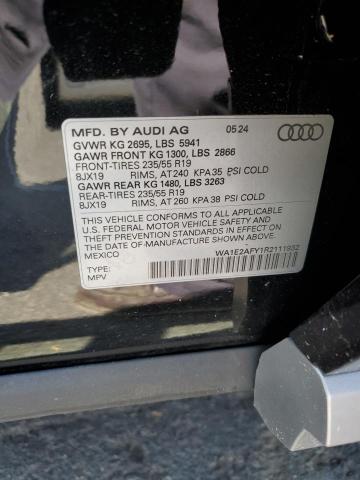 MFD. BY AUDI AG 05 24
GVWR KG 2695, LBS 5941
GAWR FRONT KG 1300, LBS 2866
FRONT-TIRES 235/55 R19
8JX19 RIMS, AT 240 KPA 35 PSI COLD
GAWR REAR KG 1480, LBS 3263
REAR-TIRES 235/55 R19
8JX19 RIMS, AT 260 KPA 38 PSI COLD
THIS VEHICLE CONFORMS TO ALL APPLICABLE
U.S. FEDERAL MOTOR VEHICLE SAFETY AND
THEFT PREVENTION STANDARDS IN EFFECT ON THE
DATE OF MANUFACTURE SHOWN ABOVE.
MEXICO
WA1E2AFY1R2111932
TYPE:
MPV